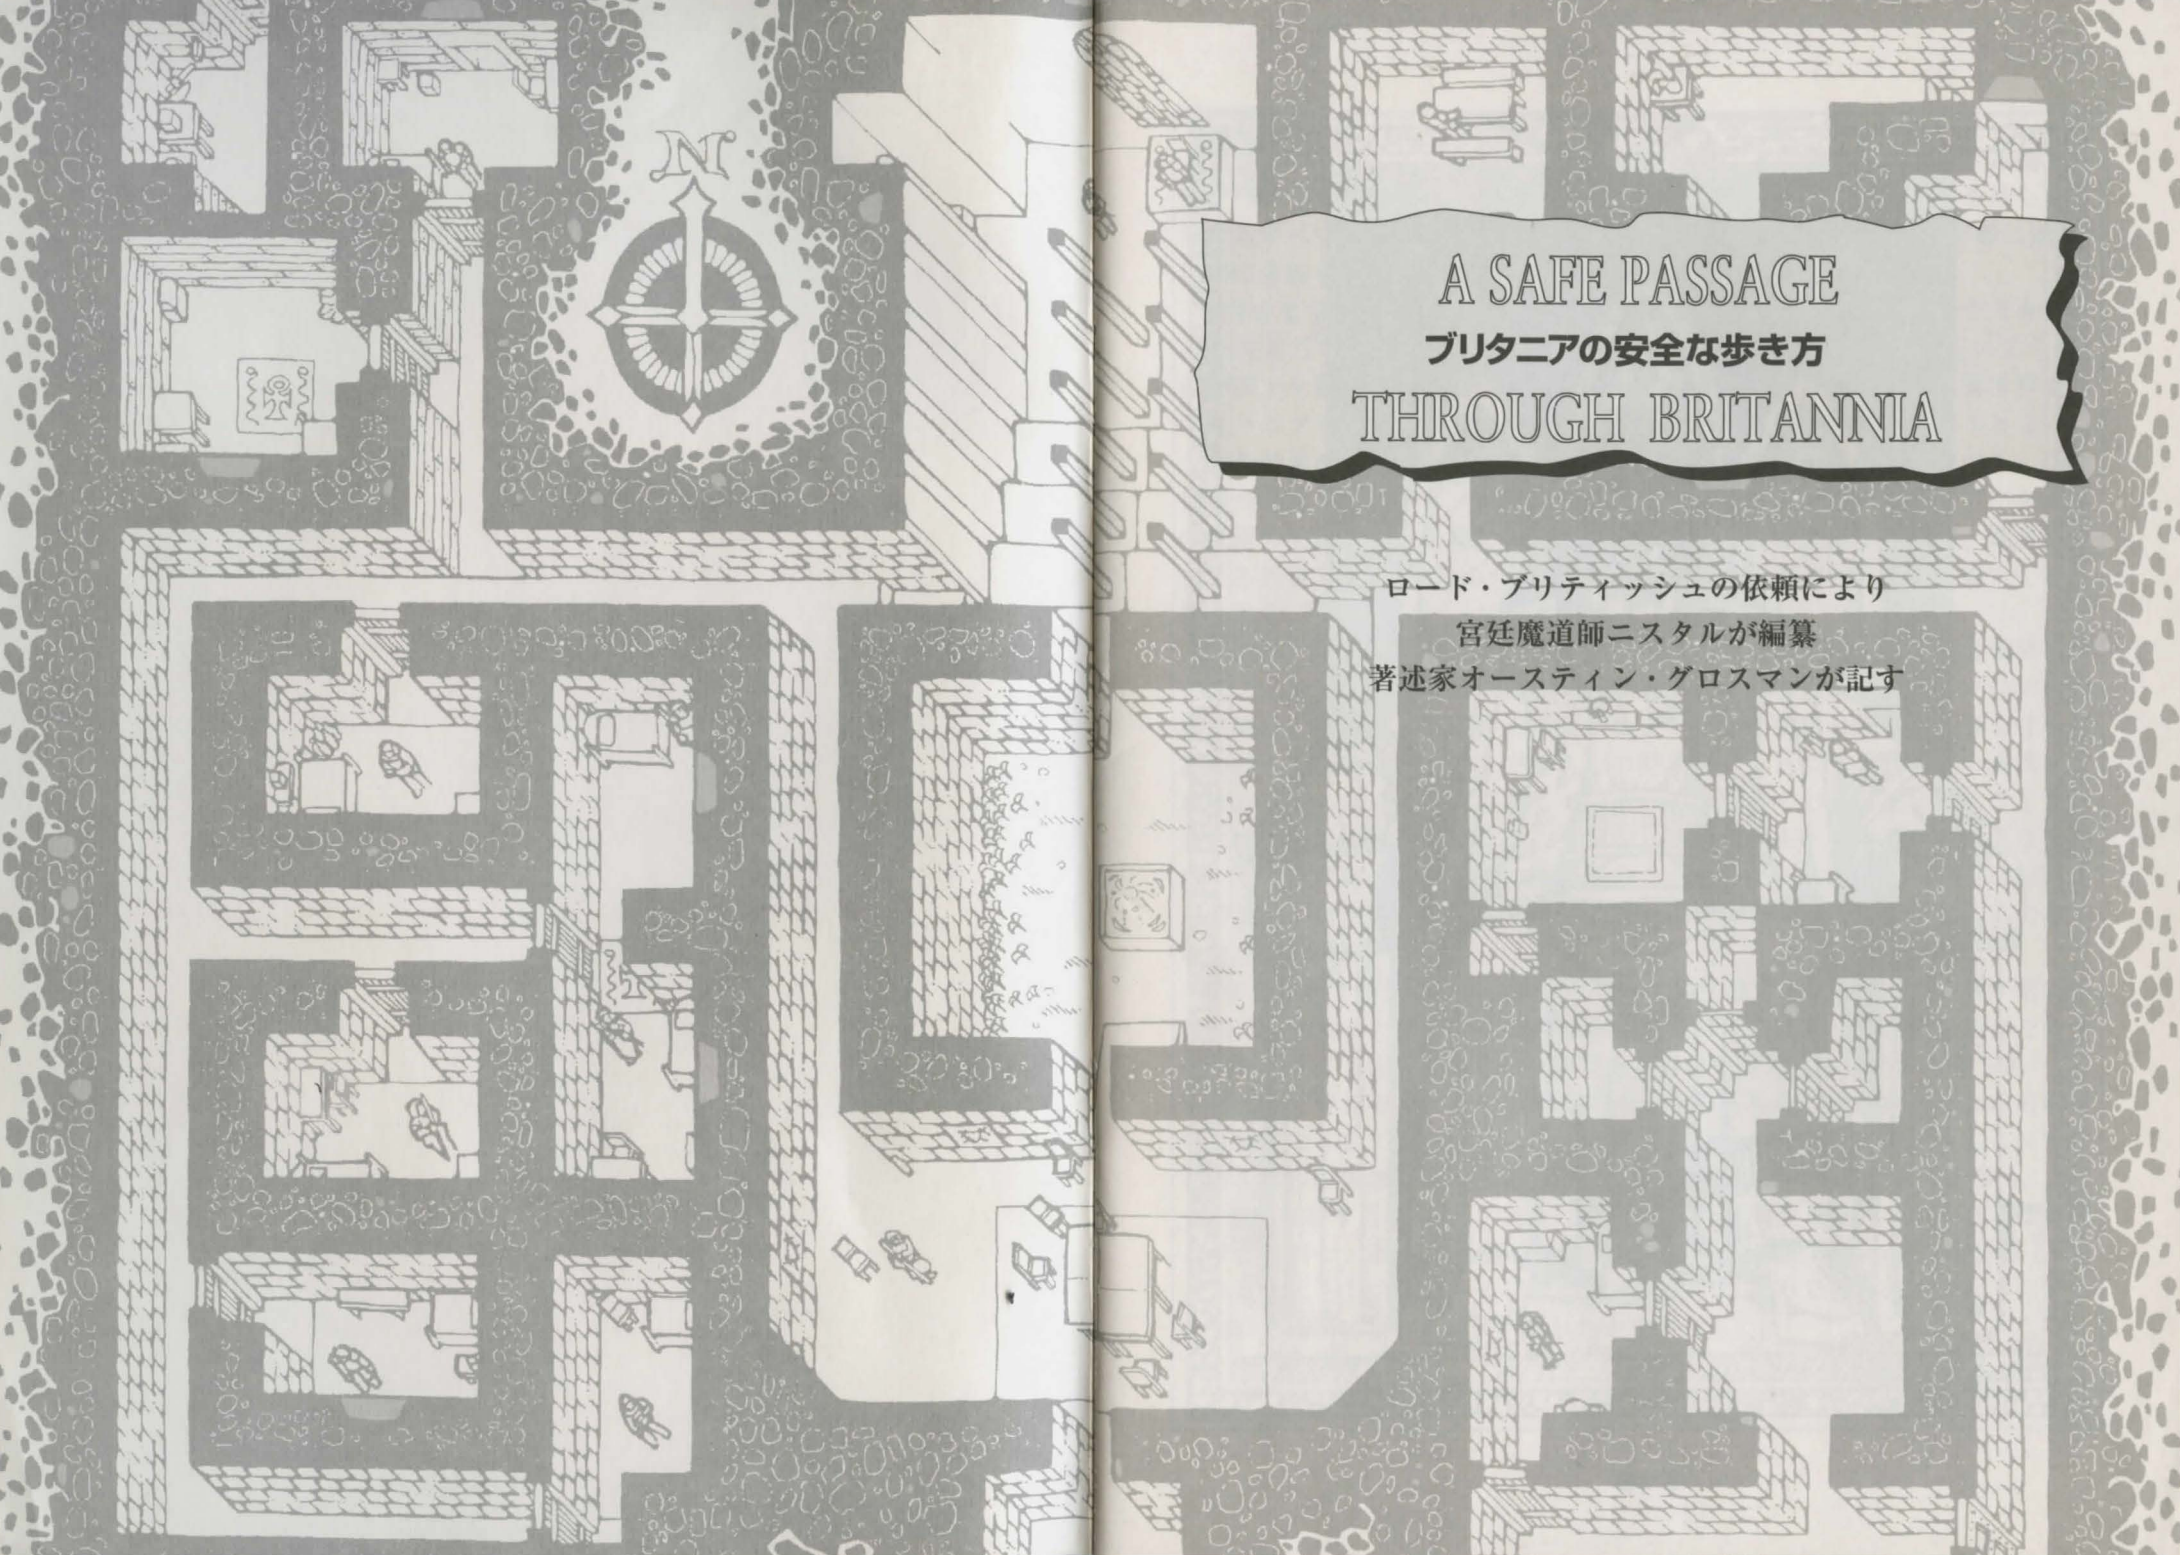 N
A SAFE PASSAGE
ブリタニアの安全な歩き方
THROUGH BRITANNIA
ロード・ブリティッシュの依頼により
宮廷魔道師ニスタルが編纂
著述家オースティン・グロスマンが記す